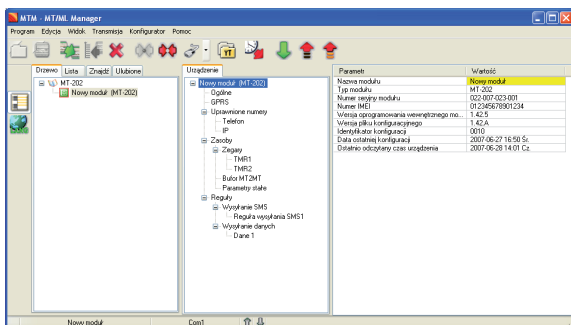 MTM - MT/ML Manager
Program Edycja Widok Transmisja Konfigurator Pomoc
Drzewo Lista Znajdź Ulubione
MT-202
Nowy moduł (MT-202)
Urządzenie
Nowy moduł (MT-202)
Ogólne
GPRS
Uprawnione numery
Telefon
IP
Zasoby
Zegary
TMR1
TMR2
Bufor MT2MT
Parametry stałe
Reguły
Wysyłanie SMS
Reguła wysyłania SMS1
Wysyłanie danych
Dane 1
Parametr Wartość
Nazwa modułu Nowy moduł
Typ modułu MT-202
Numer seryjny modułu 022-007-023-001
Numer IMEI 012345678901234
Wersja oprogramowania wewnętrznego mo... 1.42.5
Wersja pliku konfiguracyjnego 1.42.A
Identyfikator konfiguracji 0010
Data ostatniej konfiguracji 2007-06-27 16:50 Śr.
Ostatnio odczytany czas urządzenia 2007-06-28 14:01 Cz.
Nowy moduł Com1